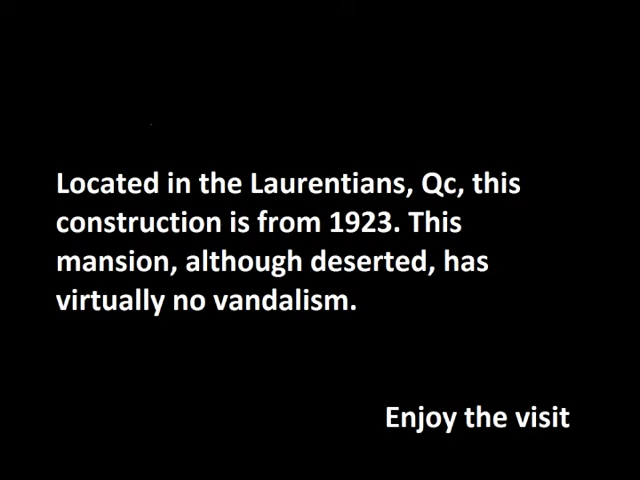 Located in the Laurentians, Qc, this
construction is from 1923. This
mansion, although deserted, has
virtually no vandalism.
Enjoy the visit